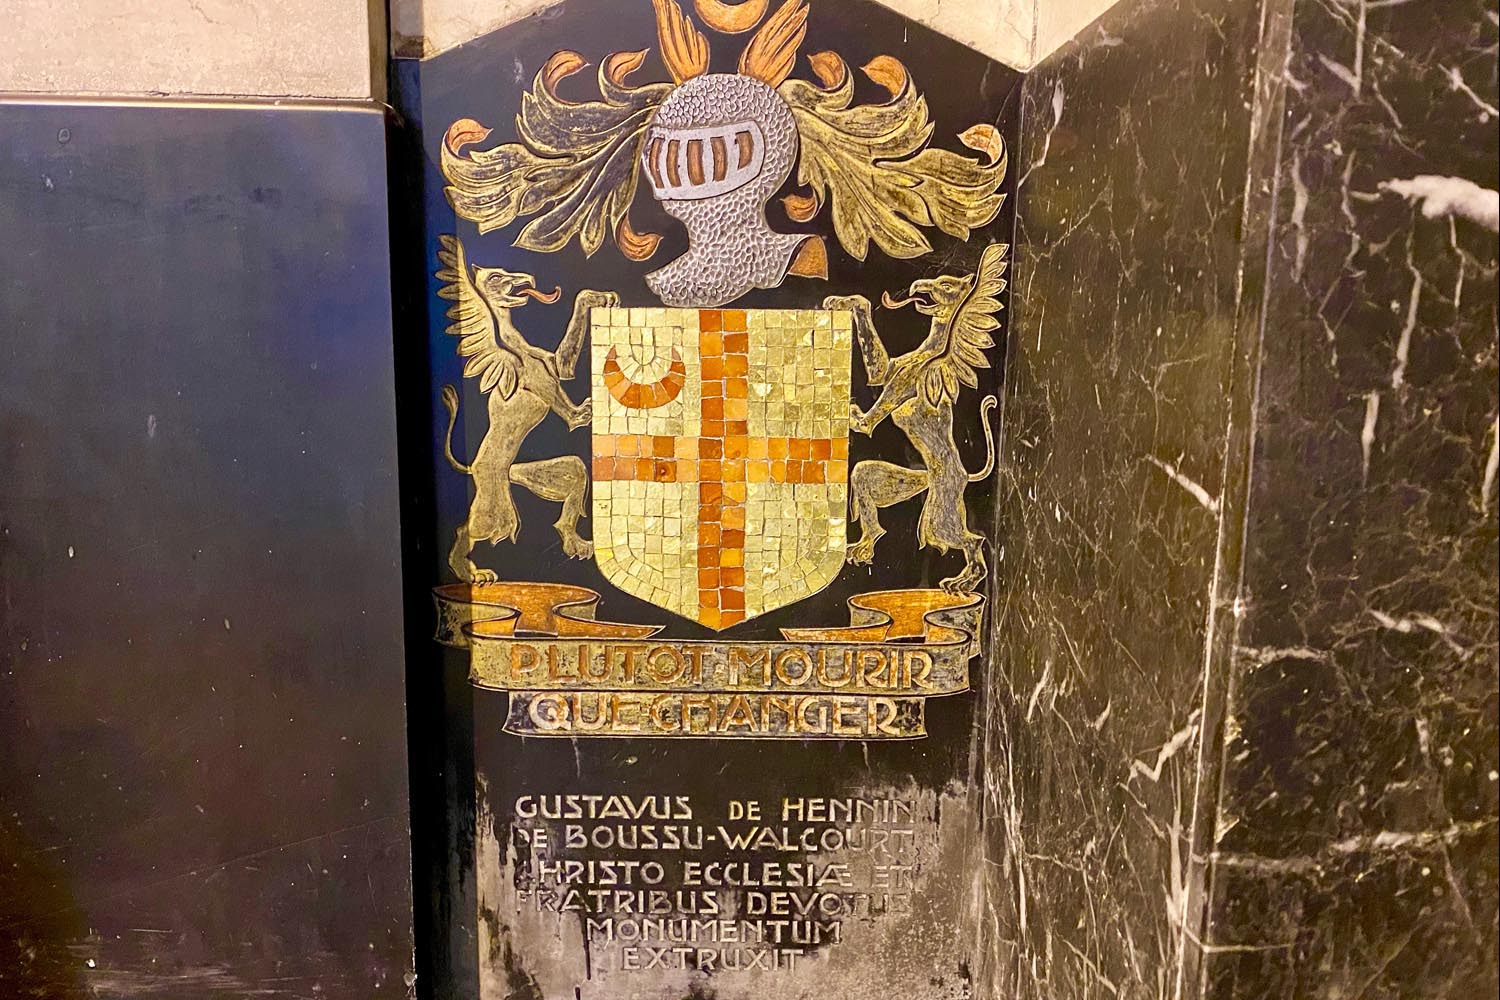 PLUTOT·MOURIR
QUE CHANGER
GUSTAVUS DE HENNIN
DE BOUSSU-WALCOURT
CHRISTO ECCLESIÆ ET
FRATRIBUS DEVOTUS
MONUMENTUM
EXTRUXIT